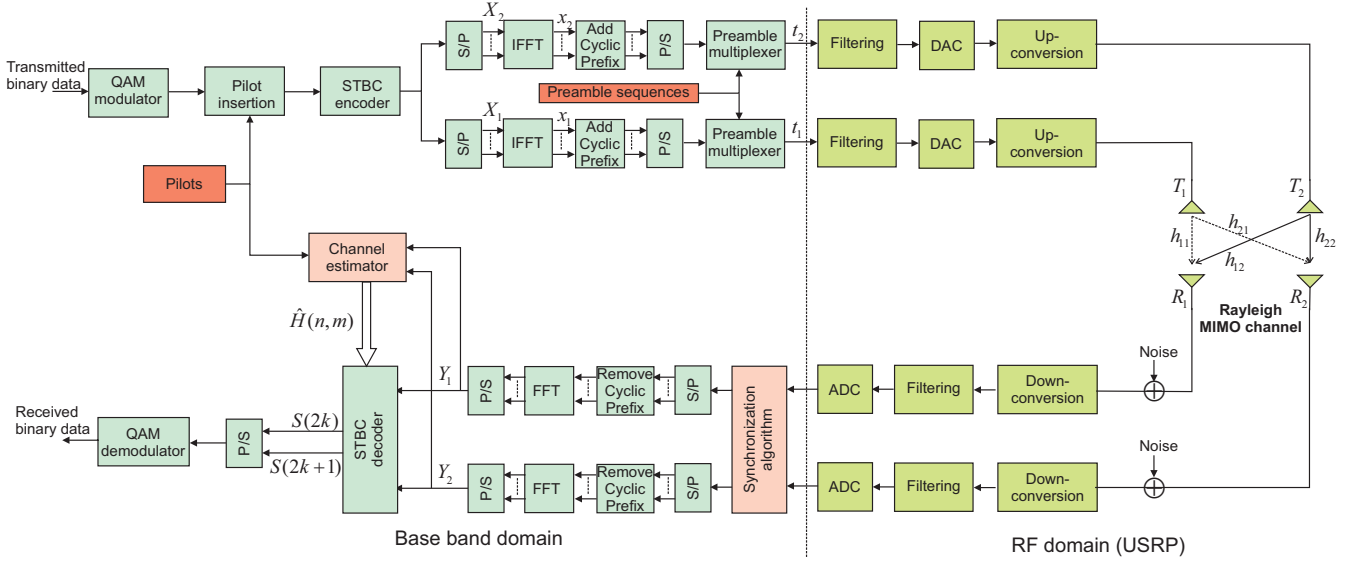 Transmitted
binary data
QAM
modulator
Pilot
insertion
STBC
encoder
S/P
X₂
IFFT
x₂
Add
Cyclic
Prefix
P/S
Preamble
multiplexer
t₂
Filtering
DAC
Up-
conversion
Preamble sequences
S/P
X₁
IFFT
x₁
Add
Cyclic
Prefix
P/S
Preamble
multiplexer
t₁
Filtering
DAC
Up-
conversion
Pilots
T₁
T₂
h₁₁
h₂₁
h₁₂
h₂₂
R₁
R₂
Rayleigh
MIMO channel
Channel
estimator
Ĥ(n,m)
STBC
decoder
Y₁
P/S
FFT
Remove
Cyclic
Prefix
S/P
Synchronization
algorithm
ADC
Filtering
Down-
conversion
Noise
Received
binary data
QAM
demodulator
P/S
S(2k)
S(2k+1)
Y₂
P/S
FFT
Remove
Cyclic
Prefix
S/P
ADC
Filtering
Down-
conversion
Noise
Base band domain
RF domain (USRP)